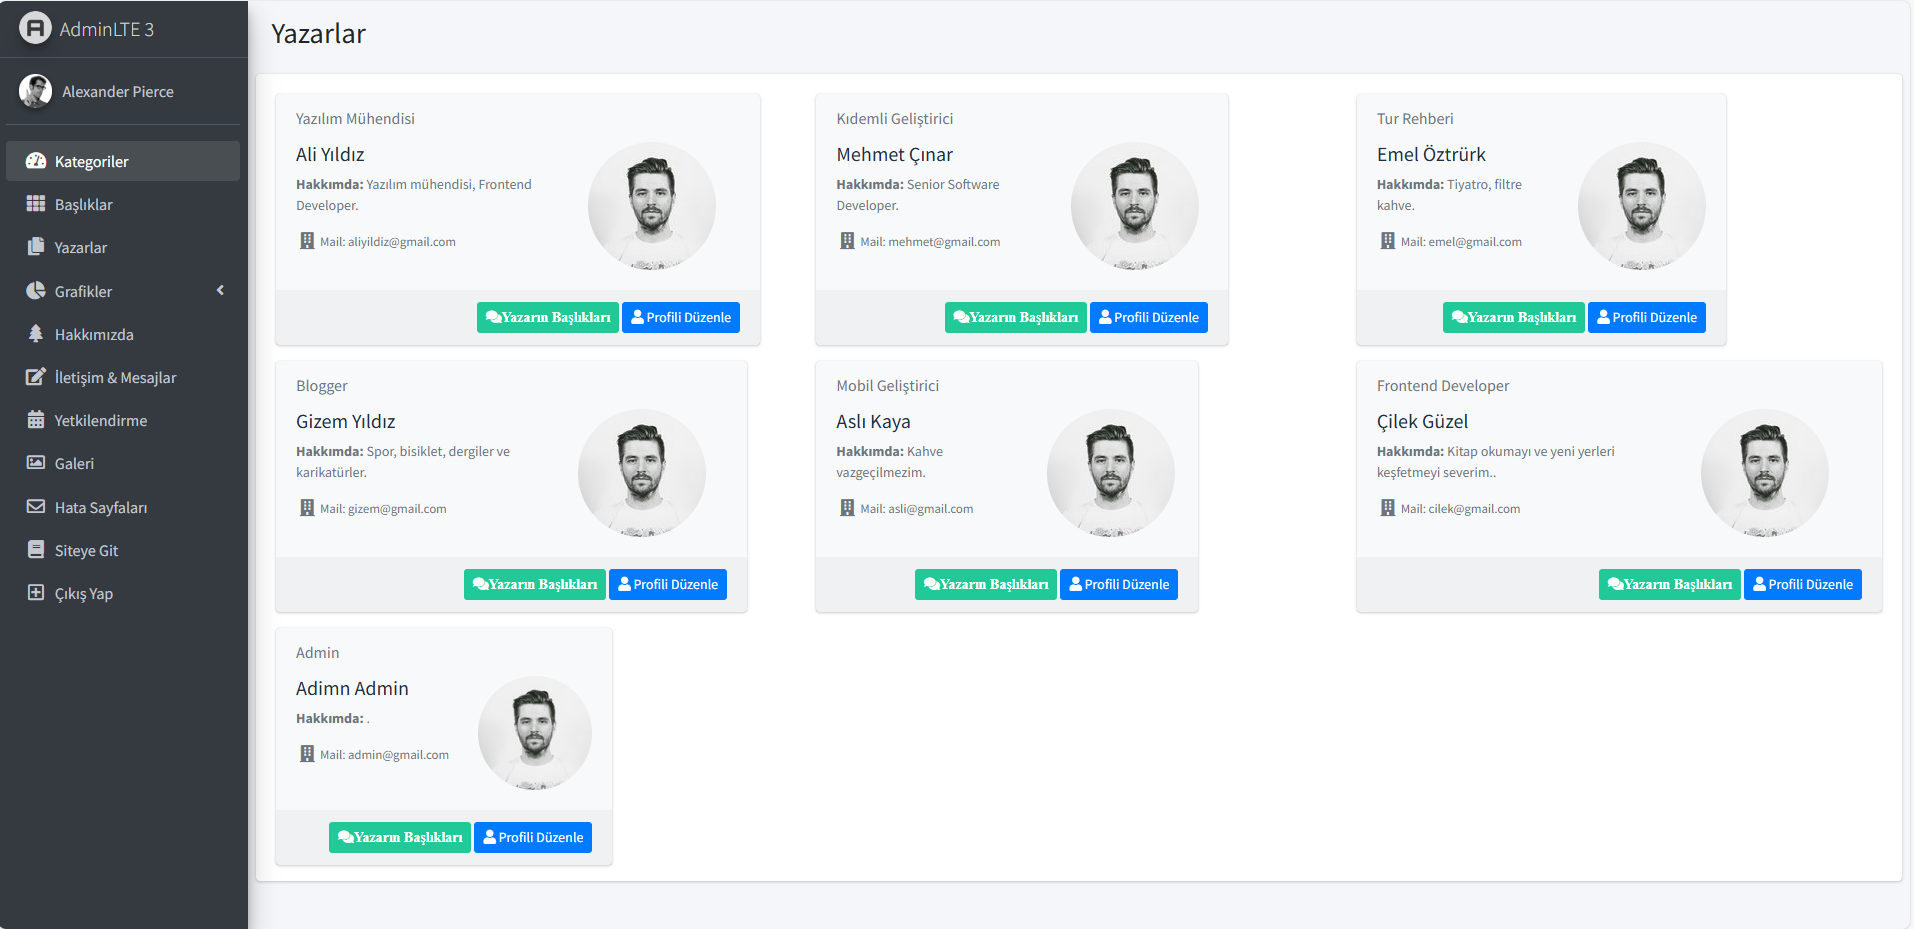 AdminLTE 3
Alexander Pierce
Kategoriler
Başlıklar
Yazarlar
Grafikler
Hakkımızda
İletişim & Mesajlar
Yetkilendirme
Galeri
Hata Sayfaları
Siteye Git
Çıkış Yap
Yazarlar
Yazılım Mühendisi
Ali Yıldız
Hakkımda: Yazılım mühendisi, Frontend
Developer.
Mail: aliyildiz@gmail.com
Yazarın Başlıkları Profili Düzenle
Kıdemli Geliştirici
Mehmet Çınar
Hakkımda: Senior Software
Developer.
Mail: mehmet@gmail.com
Yazarın Başlıkları Profili Düzenle
Tur Rehberi
Emel Öztrürk
Hakkımda: Tiyatro, filtre
kahve.
Mail: emel@gmail.com
Yazarın Başlıkları Profili Düzenle
Blogger
Gizem Yıldız
Hakkımda: Spor, bisiklet, dergiler ve
karikatürler.
Mail: gizem@gmail.com
Yazarın Başlıkları Profili Düzenle
Mobil Geliştirici
Aslı Kaya
Hakkımda: Kahve
vazgeçilmezim.
Mail: asli@gmail.com
Yazarın Başlıkları Profili Düzenle
Frontend Developer
Çilek Güzel
Hakkımda: Kitap okumayı ve yeni yerleri
keşfetmeyi severim..
Mail: cilek@gmail.com
Yazarın Başlıkları Profili Düzenle
Admin
Adimn Admin
Hakkımda: .
Mail: admin@gmail.com
Yazarın Başlıkları Profili Düzenle